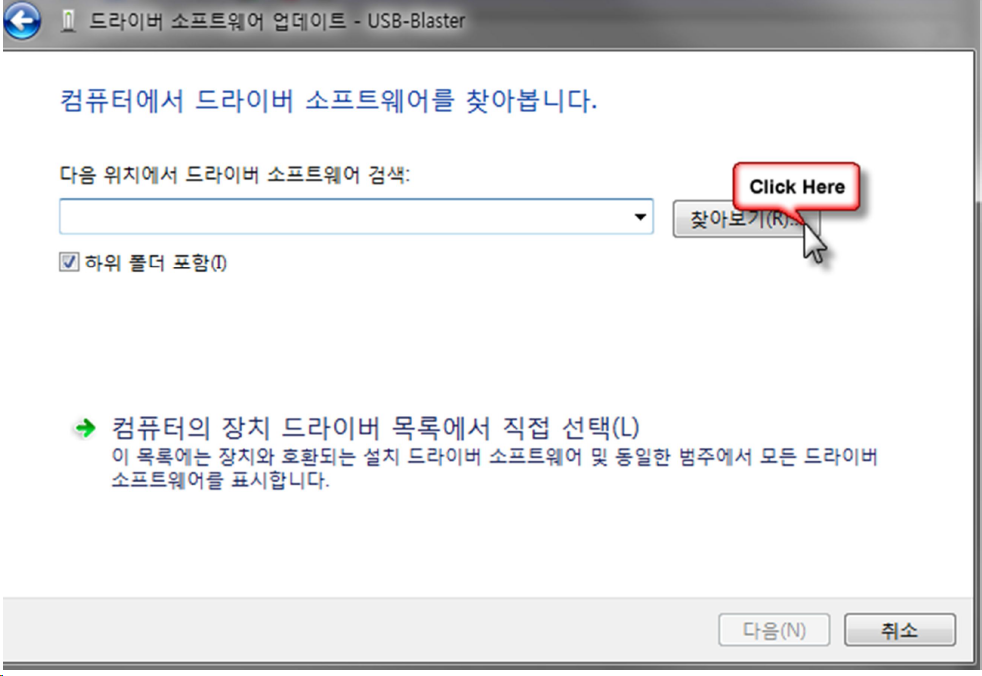 드라이버 소프트웨어 업데이트 - USB-Blaster
컴퓨터에서 드라이버 소프트웨어를 찾아봅니다.
다음 위치에서 드라이버 소프트웨어 검색:
Click Here
찾아보기(R)...
하위 폴더 포함(I)
컴퓨터의 장치 드라이버 목록에서 직접 선택(L)
이 목록에는 장치와 호환되는 설치 드라이버 소프트웨어 및 동일한 범주에서 모든 드라이버
소프트웨어를 표시합니다.
다음(N) 취소